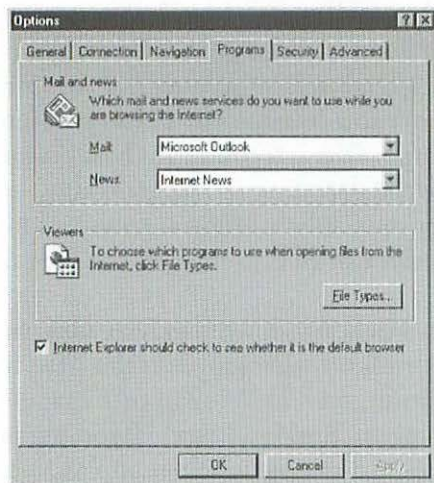 Options
General Connection Navigation Programs Security Advanced
Mail and news
Which mail and news services do you want to use while you
are browsing the Internet?
Mail: Microsoft Outlook
News: Internet News
Viewers
To choose which programs to use when opening files from the
Internet, click File Types.
File Types...
Internet Explorer should check to see whether it is the default browser
OK Cancel Apply